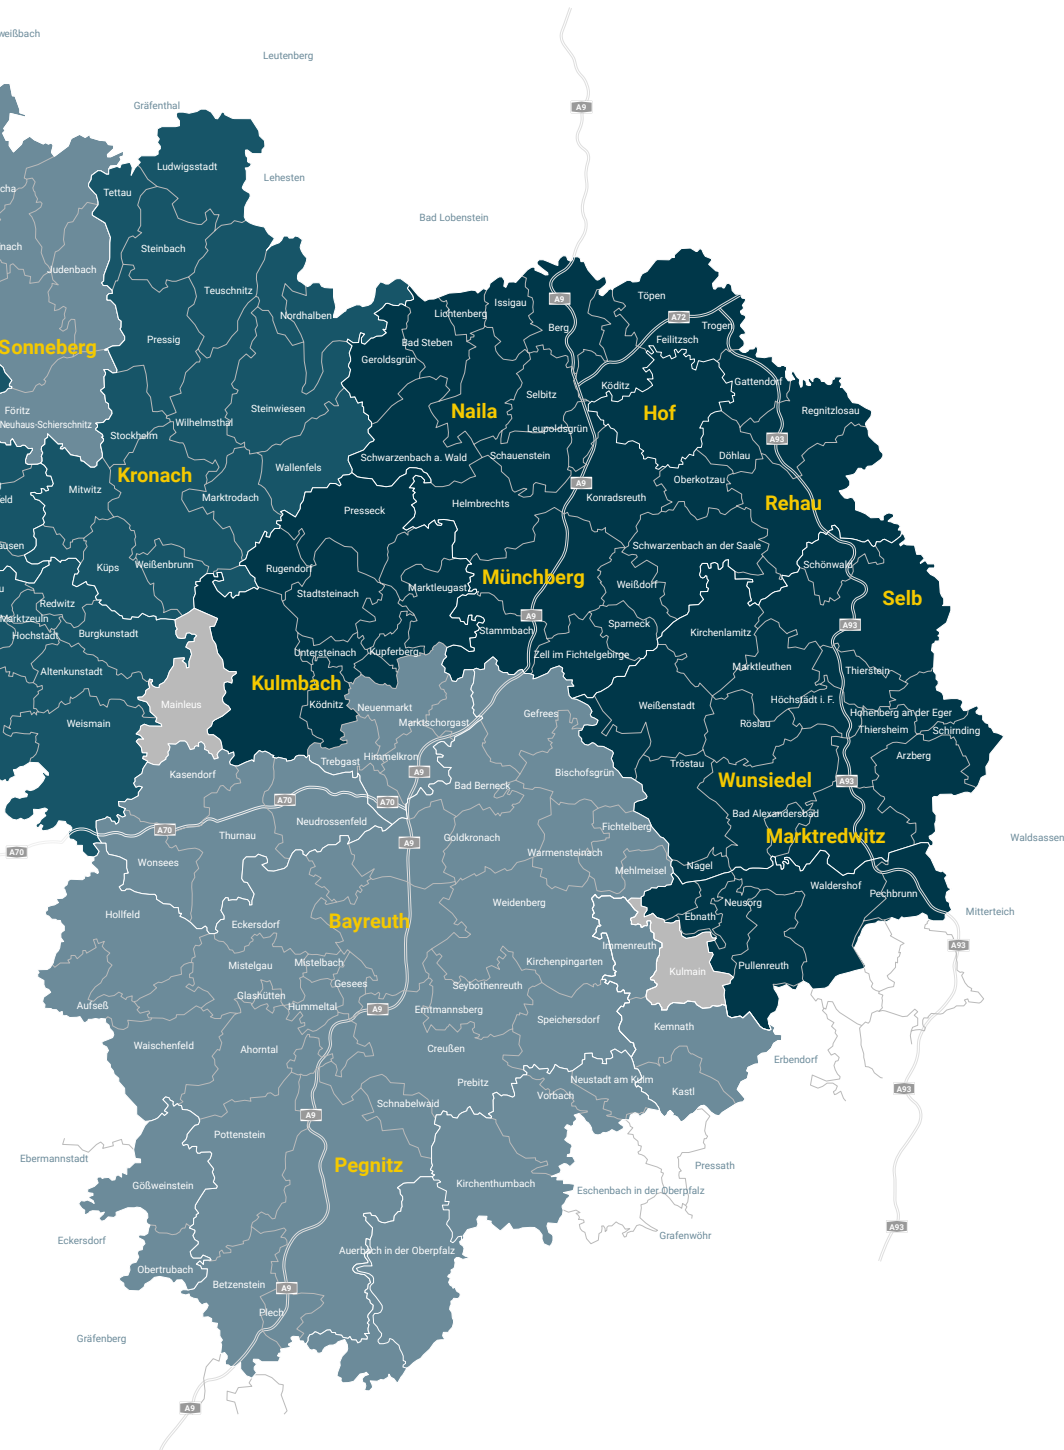 weißbach
Leutenberg
Gräfenthal
A9
Ludwigsstadt
Lehesten
Tettau
cha
Bad Lobenstein
nach
Steinbach
Judenbach
Teuschnitz
Nordhalben
Issigau
A9
Töpen
Lichtenberg
A72
Berg
Trogen
Pressig
Bad Steben
Feilitzsch
Sonneberg
Geroldsgrün
Gattendorf
Köditz
Selbitz
Föritz
Steinwiesen
Naila
Hof
Regnitzlosau
Neuhaus-Schierschnitz
Wilhelmsthal
Leupoldsgrün
Stockheim
A93
Schwarzenbach a. Wald
Schauenstein
Döhlau
Kronach
Wallenfels
Oberkotzau
A9
Mitwitz
eld
Marktrodach
Helmbrechts
Konradsreuth
Rehau
Presseck
ausen
Schwarzenbach an der Saale
Küps
Weißenbrunn
Rugendorf
Schönwald
Münchberg
Weißdorf
u
Stadtsteinach
Marktleugast
Selb
Redwitz
Marktzeuln
A9
Hochstadt
Burgkunstadt
Stammbach
Sparneck
A93
Kirchenlamitz
Untersteinach
Kupferberg
Zell im Fichtelgebirge
Altenkunstadt
Marktleuthen
Thierstein
Kulmbach
Mainleus
Ködnitz
Neuenmarkt
Weißenstadt
Höchstädt i. F.
Weismain
Marktschorgast
Gefrees
Röslau
Hohenberg an der Eger
Thiersheim
Schirnding
Trebgast
Himmelkron
Arzberg
Kasendorf
A9
Bischofsgrün
Tröstau
Wunsiedel
A93
Bad Berneck
A70
A70
Bad Alexandersbad
Neudrossenfeld
A70
Thurnau
Goldkronach
Fichtelberg
Marktredwitz
Waldsassen
A70
A9
Warmensteinach
Wonsees
Mehlmeisel
Nagel
Waldershof
Pechbrunn
Hollfeld
Weidenberg
Neusorg
Mitterteich
Eckersdorf
Bayreuth
Ebnath
Immenreuth
A93
Mistelgau
Mistelbach
Kirchenpingarten
Pullenreuth
Kulmain
Gesees
Seybothenreuth
Glashütten
Aufseß
Hummeltal
A9
Emtmannsberg
Speichersdorf
Kemnath
Waischenfeld
Ahorntal
Creußen
Erbendorf
Prebitz
Neustadt am Kulm
Kastl
A93
Vorbach
Schnabelwaid
A9
Pottenstein
Ebermannstadt
Pegnitz
Pressath
Gößweinstein
Kirchenthumbach
Eschenbach in der Oberpfalz
A93
Eckersdorf
Grafenwöhr
Auerbach in der Oberpfalz
Obertrubach
Betzenstein
A9
Plech
Gräfenberg
A9